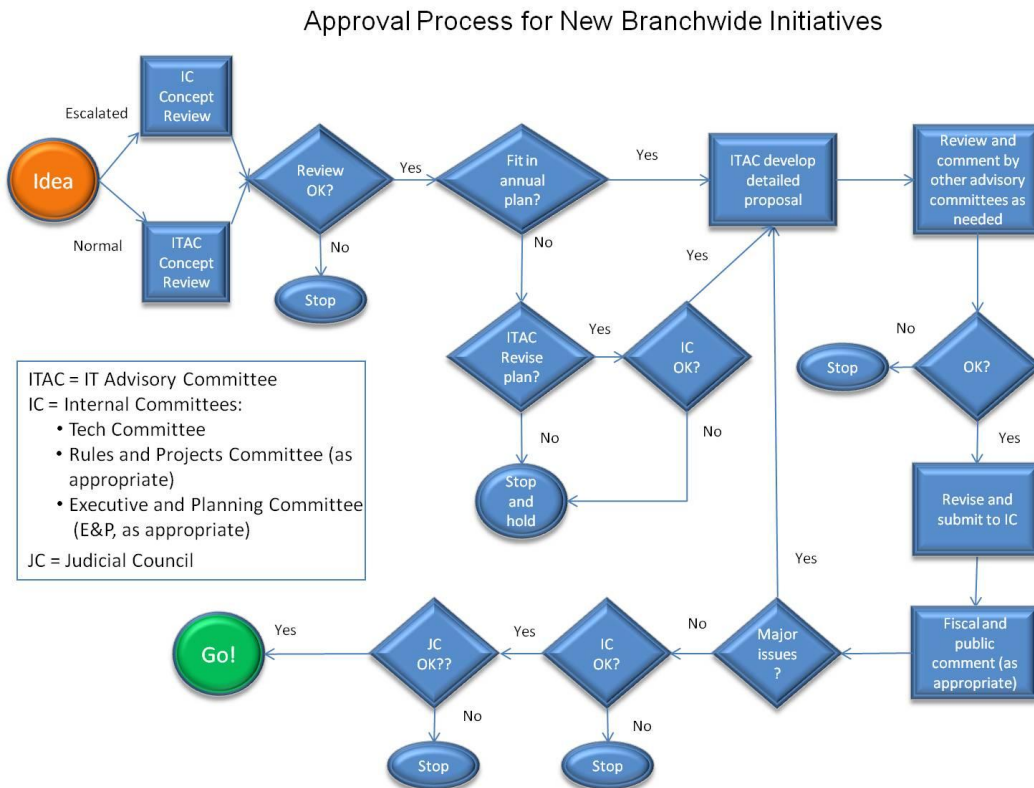 Approval Process for New Branchwide Initiatives
Escalated
IC
Concept
Review
Idea
Normal
ITAC
Concept
Review
Review
OK?
Yes
No
Stop
Fit in
annual
plan?
Yes
No
ITAC
Revise
plan?
Yes
No
IC
OK?
Yes
No
Stop
and
hold
ITAC develop
detailed
proposal
Review and
comment by
other advisory
committees as
needed
OK?
No
Stop
Yes
Revise and
submit to IC
Fiscal and
public
comment (as
appropriate)
Major
issues
?
Yes
No
IC
OK?
Yes
No
Stop
JC
OK??
Yes
No
Stop
Go!
ITAC = IT Advisory Committee
IC = Internal Committees:
• Tech Committee
• Rules and Projects Committee (as
appropriate)
• Executive and Planning Committee
(E&P, as appropriate)
JC = Judicial Council